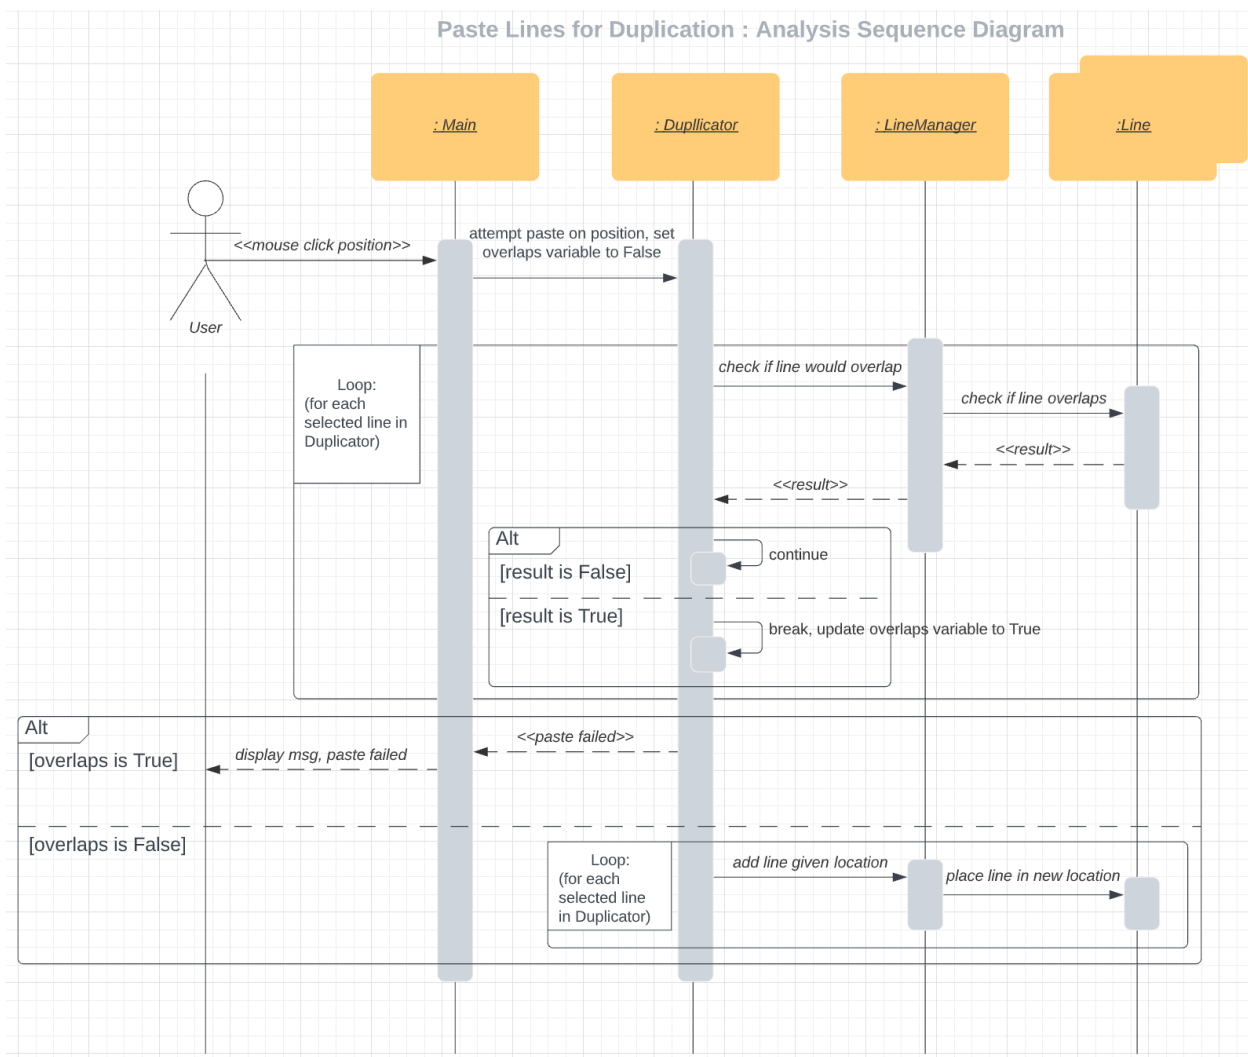 Paste Lines for Duplication : Analysis Sequence Diagram
: Main
: Dupllicator
: LineManager
:Line
<<mouse click position>>
attempt paste on position, set
overlaps variable to False
User
Loop:
(for each
selected line in
Duplicator)
check if line would overlap
check if line overlaps
<<result>>
<<result>>
Alt
continue
[result is False]
[result is True]
break, update overlaps variable to True
Alt
<<paste failed>>
[overlaps is True]
display msg, paste failed
[overlaps is False]
Loop:
(for each
selected line
in Duplicator)
add line given location
place line in new location